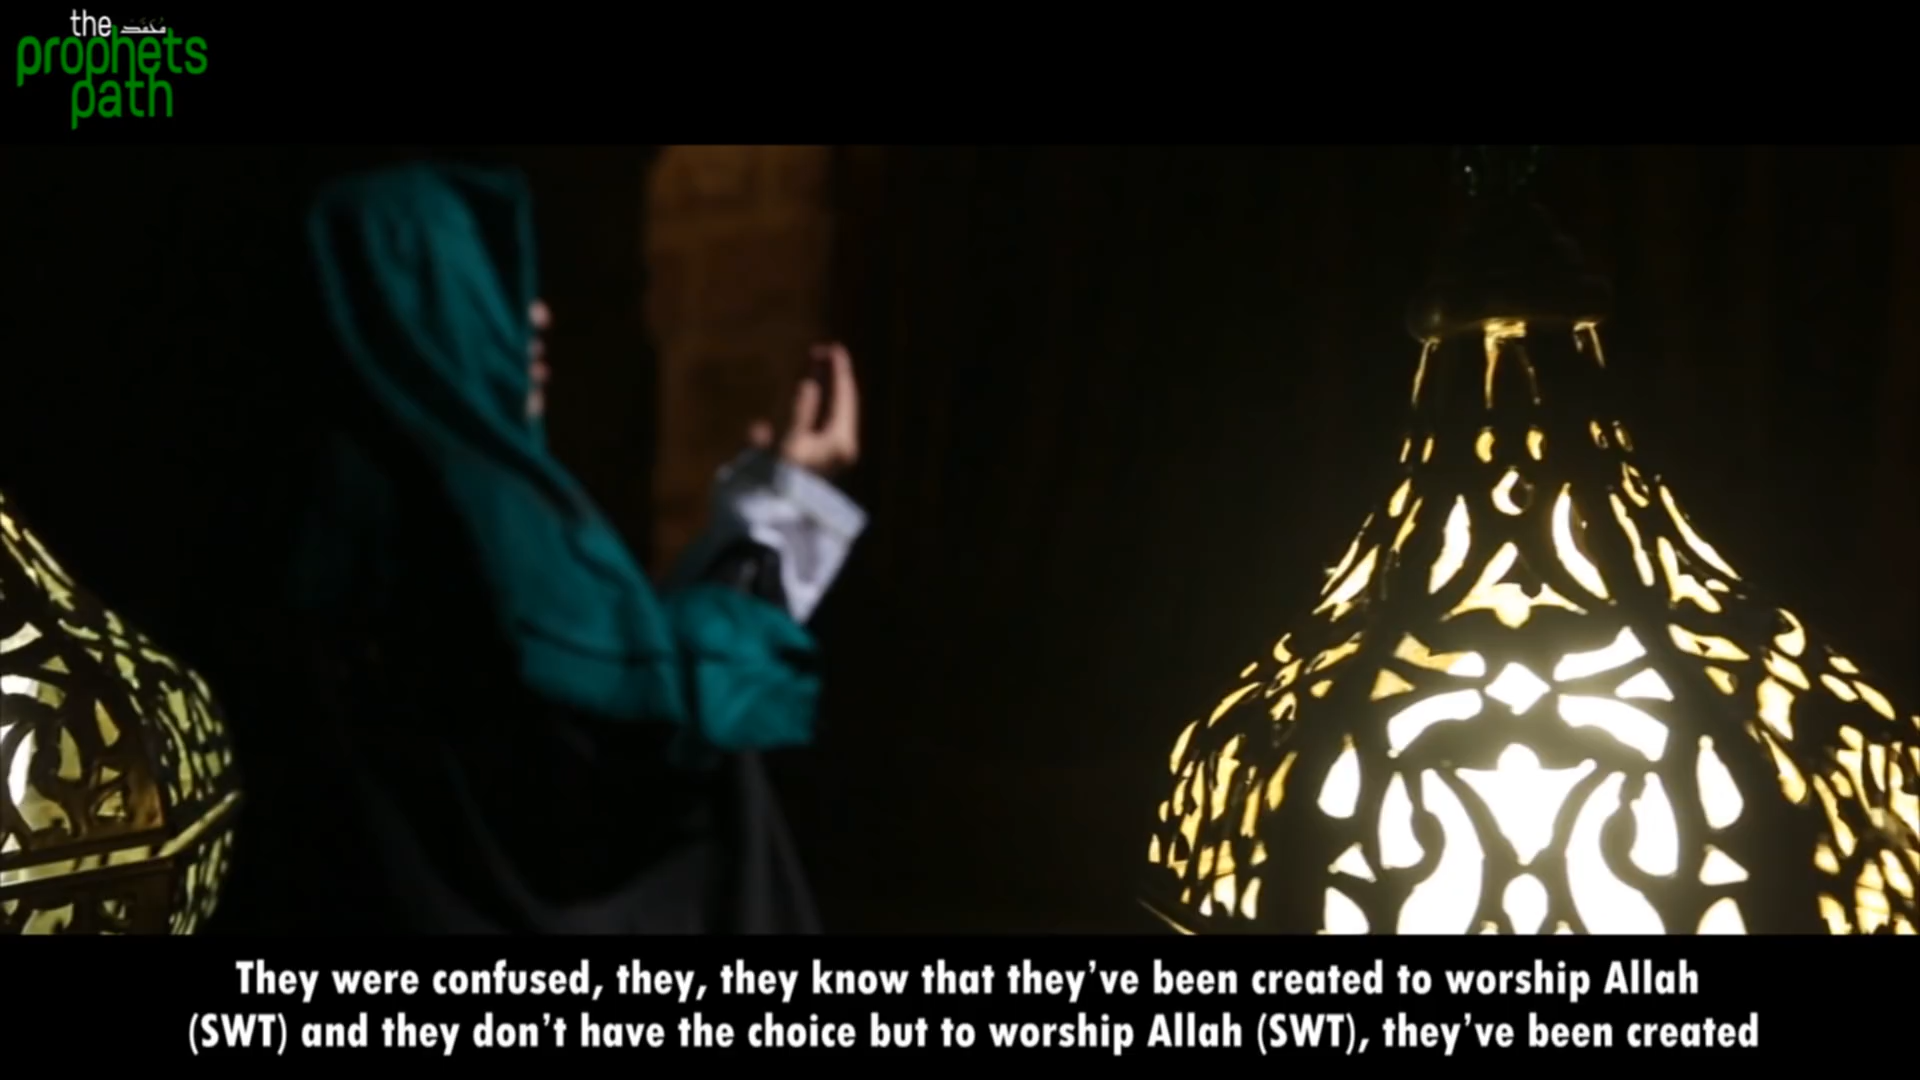 the مُحَمَّد
prophets
path
They were confused, they, they know that they’ve been created to worship Allah
(SWT) and they don’t have the choice but to worship Allah (SWT), they’ve been created